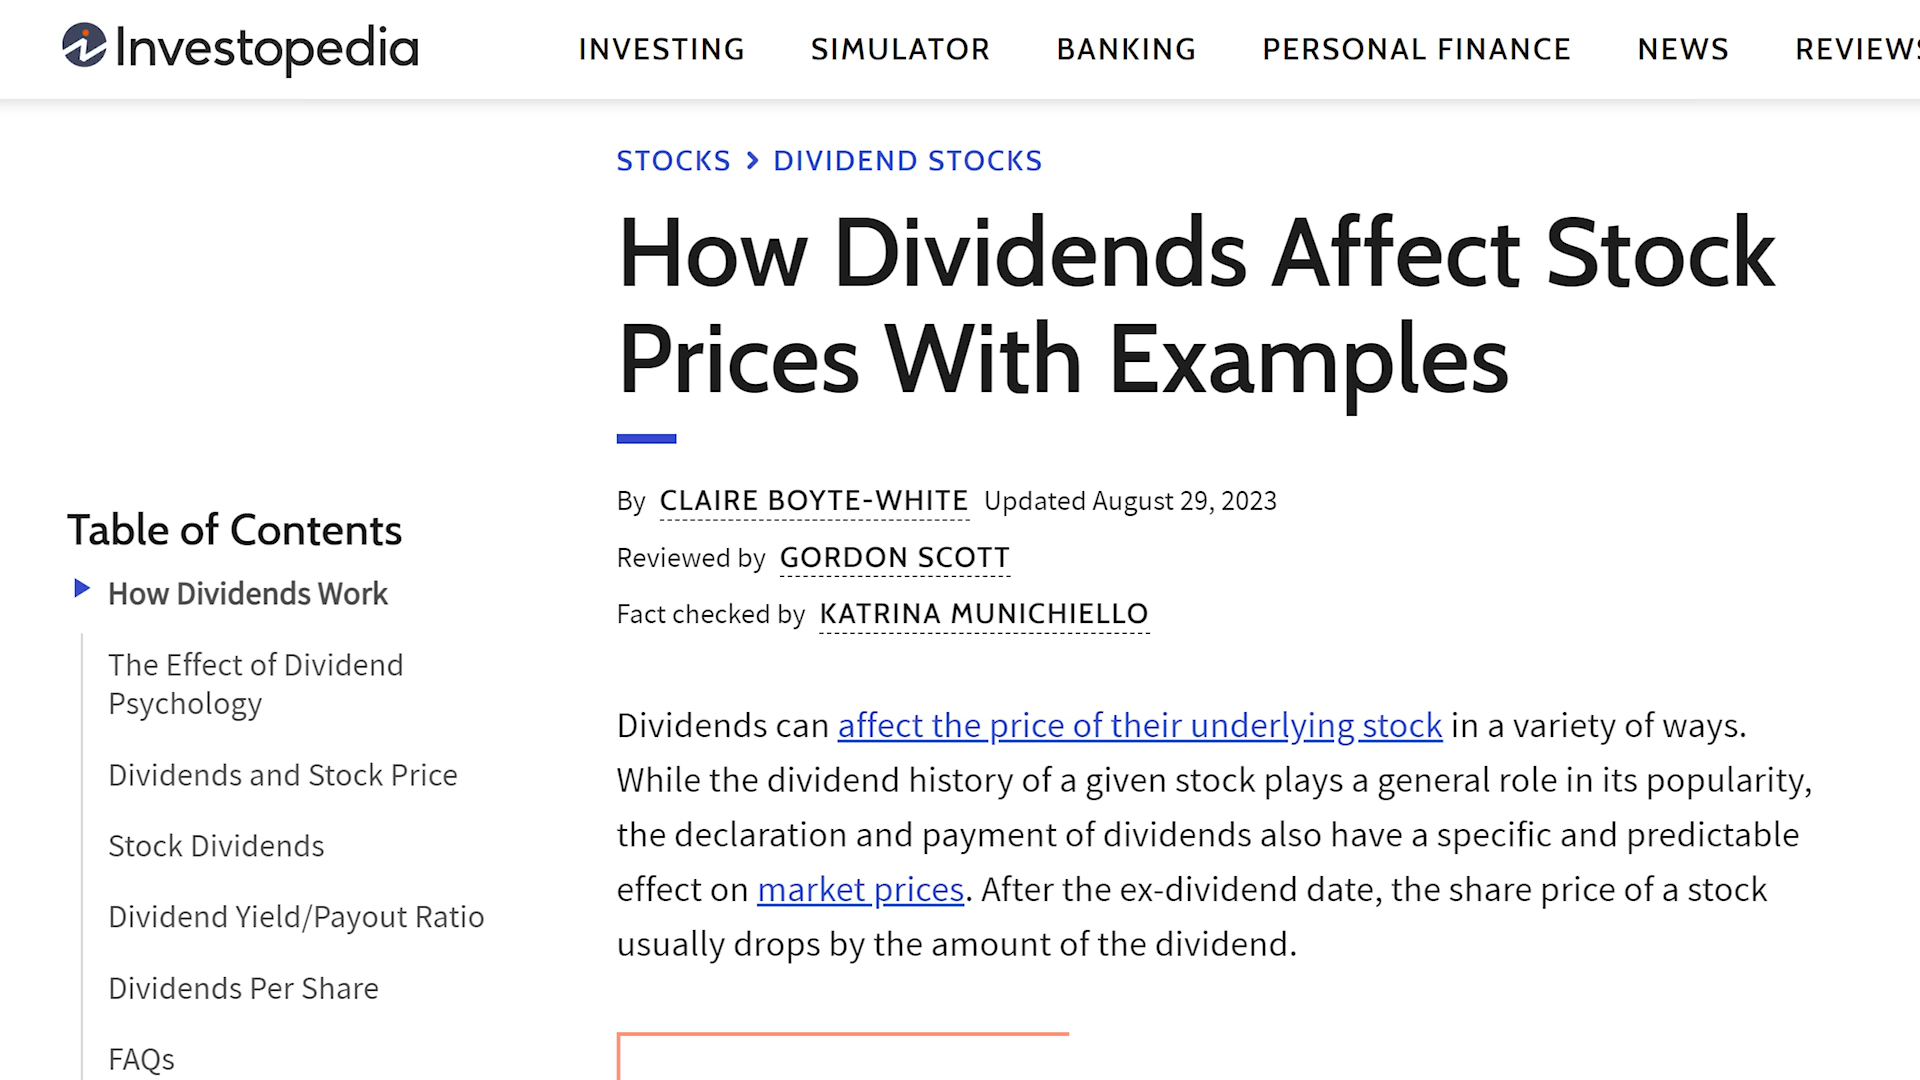 Investopedia
INVESTING SIMULATOR BANKING PERSONAL FINANCE NEWS REVIEWS
STOCKS > DIVIDEND STOCKS
How Dividends Affect Stock
Prices With Examples
By CLAIRE BOYTE-WHITE Updated August 29, 2023
Reviewed by GORDON SCOTT
Fact checked by KATRINA MUNICHIELLO
Table of Contents
How Dividends Work
The Effect of Dividend
Psychology
Dividends and Stock Price
Stock Dividends
Dividend Yield/Payout Ratio
Dividends Per Share
FAQs
Dividends can affect the price of their underlying stock in a variety of ways.
While the dividend history of a given stock plays a general role in its popularity,
the declaration and payment of dividends also have a specific and predictable
effect on market prices. After the ex-dividend date, the share price of a stock
usually drops by the amount of the dividend.